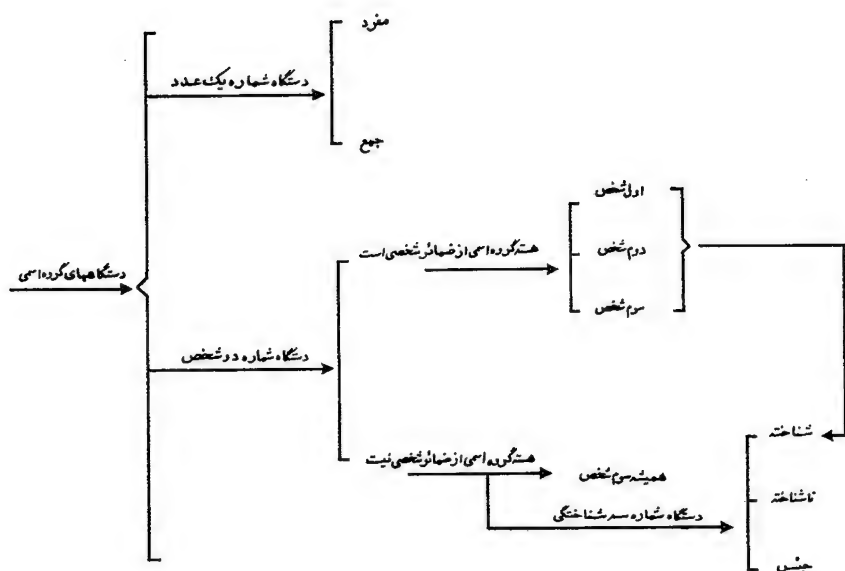 مفرد
دستگاه شماره یک عدد
جمع
اول شخص
هسته گروه اسمی از ضمائر شخصی است
دوم شخص
دستگاههای گروه اسمی
سوم شخص
دستگاه شماره دو شخص
شناخته
هسته گروه اسمی از ضمائر شخصی نیست
همیشه سوم شخص
ناشناخته
دستگاه شماره سه شناختگی
جنس